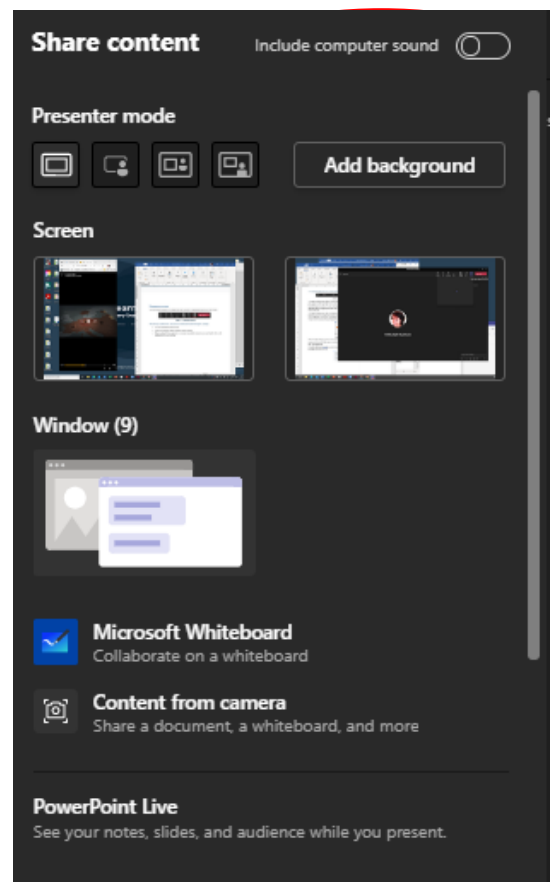 Share content
Include computer sound
Presenter mode
Add background
Screen
Window (9)
Microsoft Whiteboard
Collaborate on a whiteboard
Content from camera
Share a document, a whiteboard, and more
PowerPoint Live
See your notes, slides, and audience while you present.